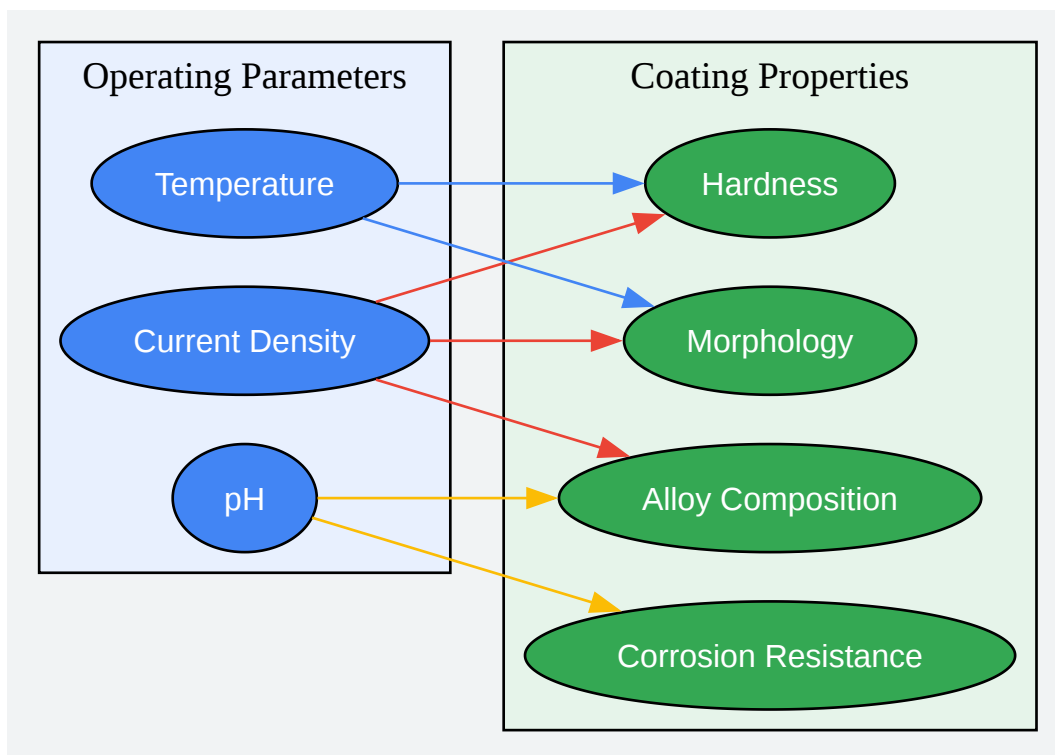 Operating Parameters
Temperature
Current Density
pH
Coating Properties
Hardness
Morphology
Alloy Composition
Corrosion Resistance